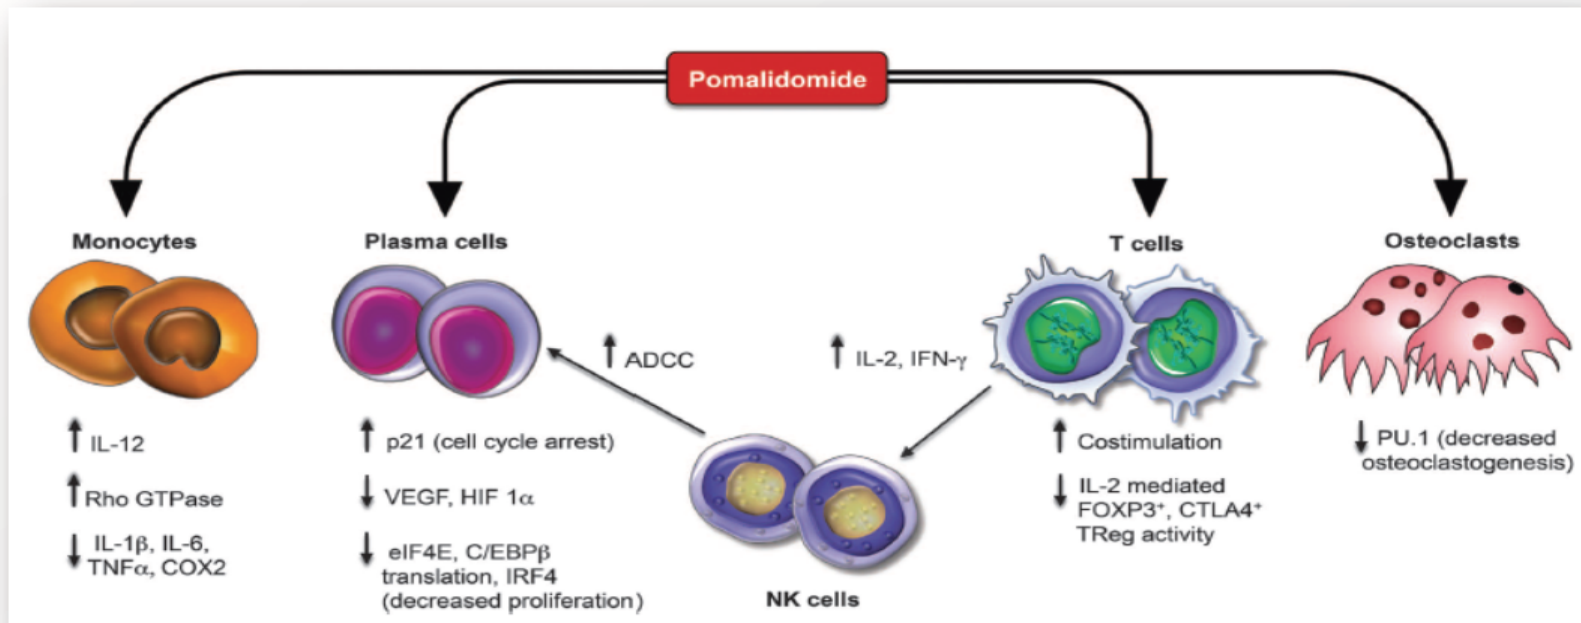 Pomalidomide
Monocytes
↑ IL-12
↑ Rho GTPase
↓ IL-1β, IL-6,
TNFα, COX2
Plasma cells
↑ p21 (cell cycle arrest)
↓ VEGF, HIF 1α
↓ eIF4E, C/EBPβ
translation, IRF4
(decreased proliferation)
↑ ADCC
NK cells
↑ IL-2, IFN-γ
T cells
↑ Costimulation
↓ IL-2 mediated
FOXP3⁺, CTLA4⁺
TReg activity
Osteoclasts
↓ PU.1 (decreased
osteoclastogenesis)